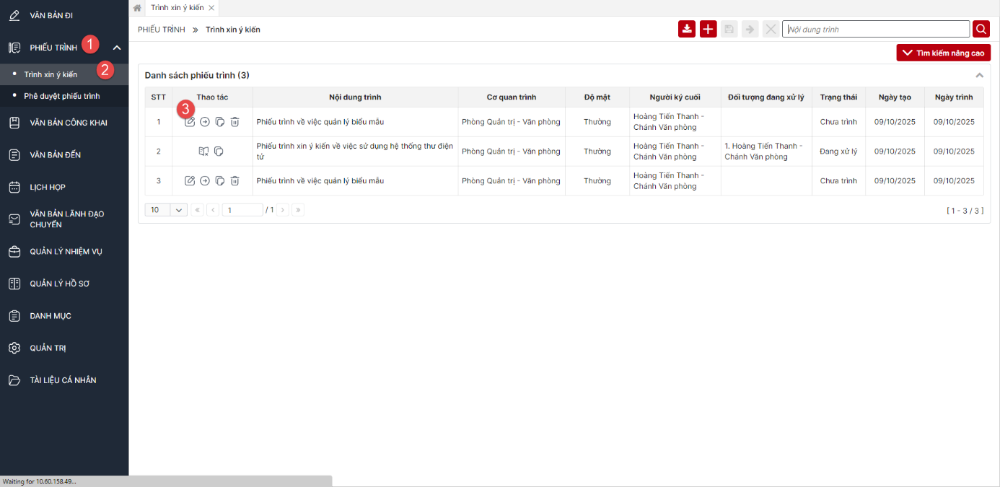 VĂN BẢN ĐI
PHIẾU TRÌNH
1
Trình xin ý kiến
2
Phê duyệt phiếu trình
VĂN BẢN CÔNG KHAI
VĂN BẢN ĐẾN
LỊCH HỌP
VĂN BẢN LÃNH ĐẠO
CHUYỂN
QUẢN LÝ NHIỆM VỤ
QUẢN LÝ HỒ SƠ
DANH MỤC
QUẢN TRỊ
TÀI LIỆU CÁ NHÂN
Waiting for 10.60.158.49...
Trình xin ý kiến
PHIẾU TRÌNH » Trình xin ý kiến
Nội dung trình
Tìm kiếm nâng cao
Danh sách phiếu trình (3)
STT Thao tác Nội dung trình Cơ quan trình Độ mật Người ký cuối Đối tượng đang xử lý Trạng thái Ngày tạo Ngày trình
3
1 Phiếu trình về việc quản lý biểu mẫu Phòng Quản trị - Văn phòng Thường Hoàng Tiến Thanh - Chưa trình 09/10/2025 09/10/2025
Chánh Văn phòng
2 Phiếu trình xin ý kiến về việc sử dụng hệ thống thư điện Phòng Quản trị - Văn phòng Thường Hoàng Tiến Thanh - 1. Hoàng Tiến Thanh - Đang xử lý 09/10/2025 09/10/2025
tử Chánh Văn phòng Chánh Văn phòng
3 Phiếu trình về việc quản lý biểu mẫu Phòng Quản trị - Văn phòng Thường Hoàng Tiến Thanh - Chưa trình 09/10/2025 09/10/2025
Chánh Văn phòng
10 « ‹ 1 / 1 › » [ 1 - 3 / 3 ]